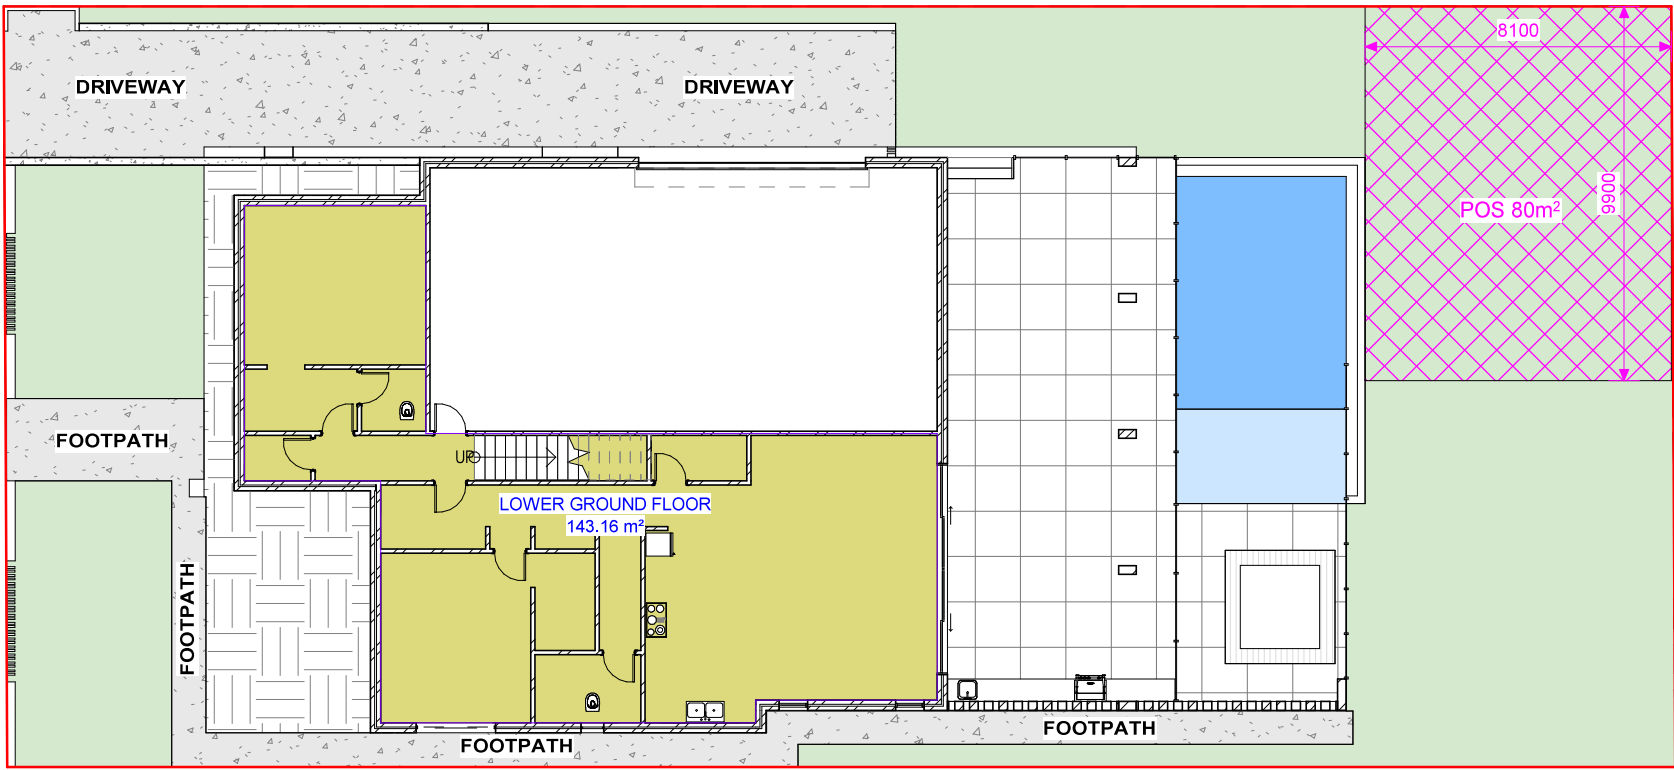 8100
DRIVEWAY
DRIVEWAY
9900
POS 80m²
FOOTPATH
UP
LOWER GROUND FLOOR
143.16 m²
FOOTPATH
FOOTPATH
FOOTPATH